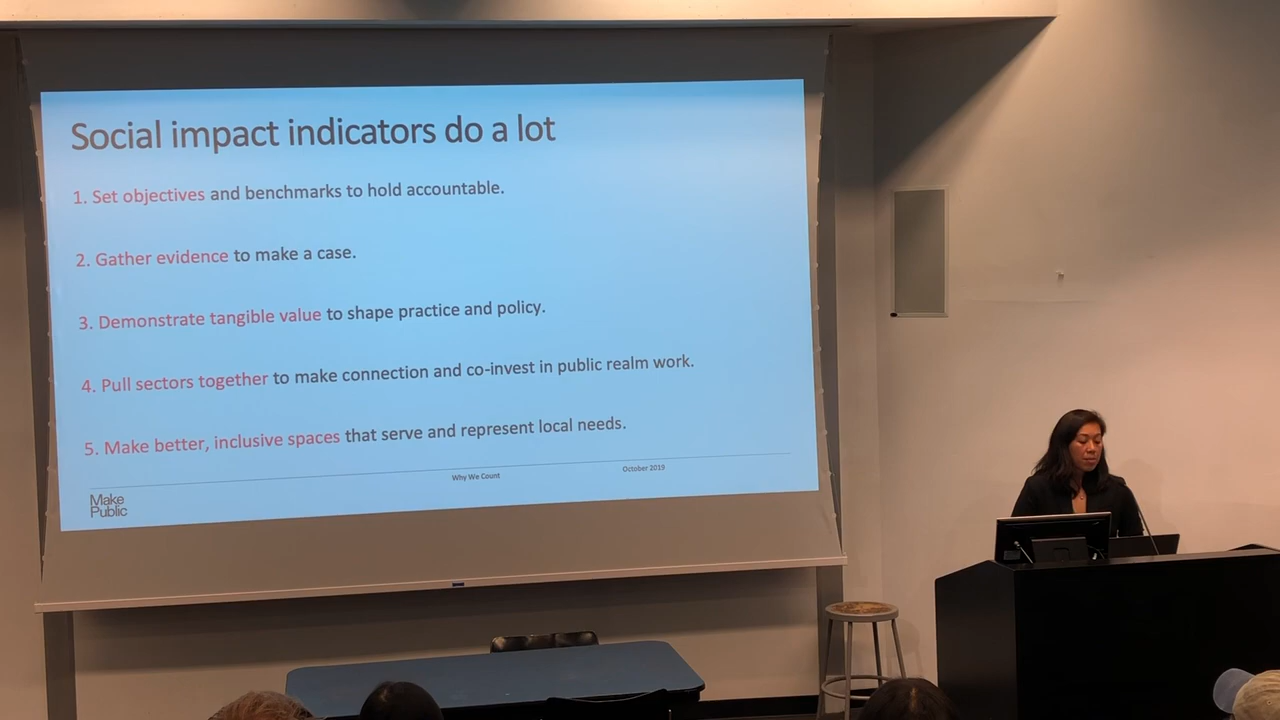 Social impact indicators do a lot
1. Set objectives and benchmarks to hold accountable.
2. Gather evidence to make a case.
3. Demonstrate tangible value to shape practice and policy.
4. Pull sectors together to make connection and co-invest in public realm work.
5. Make better, inclusive spaces that serve and represent local needs.
Why We Count
October 2019
Make
Public